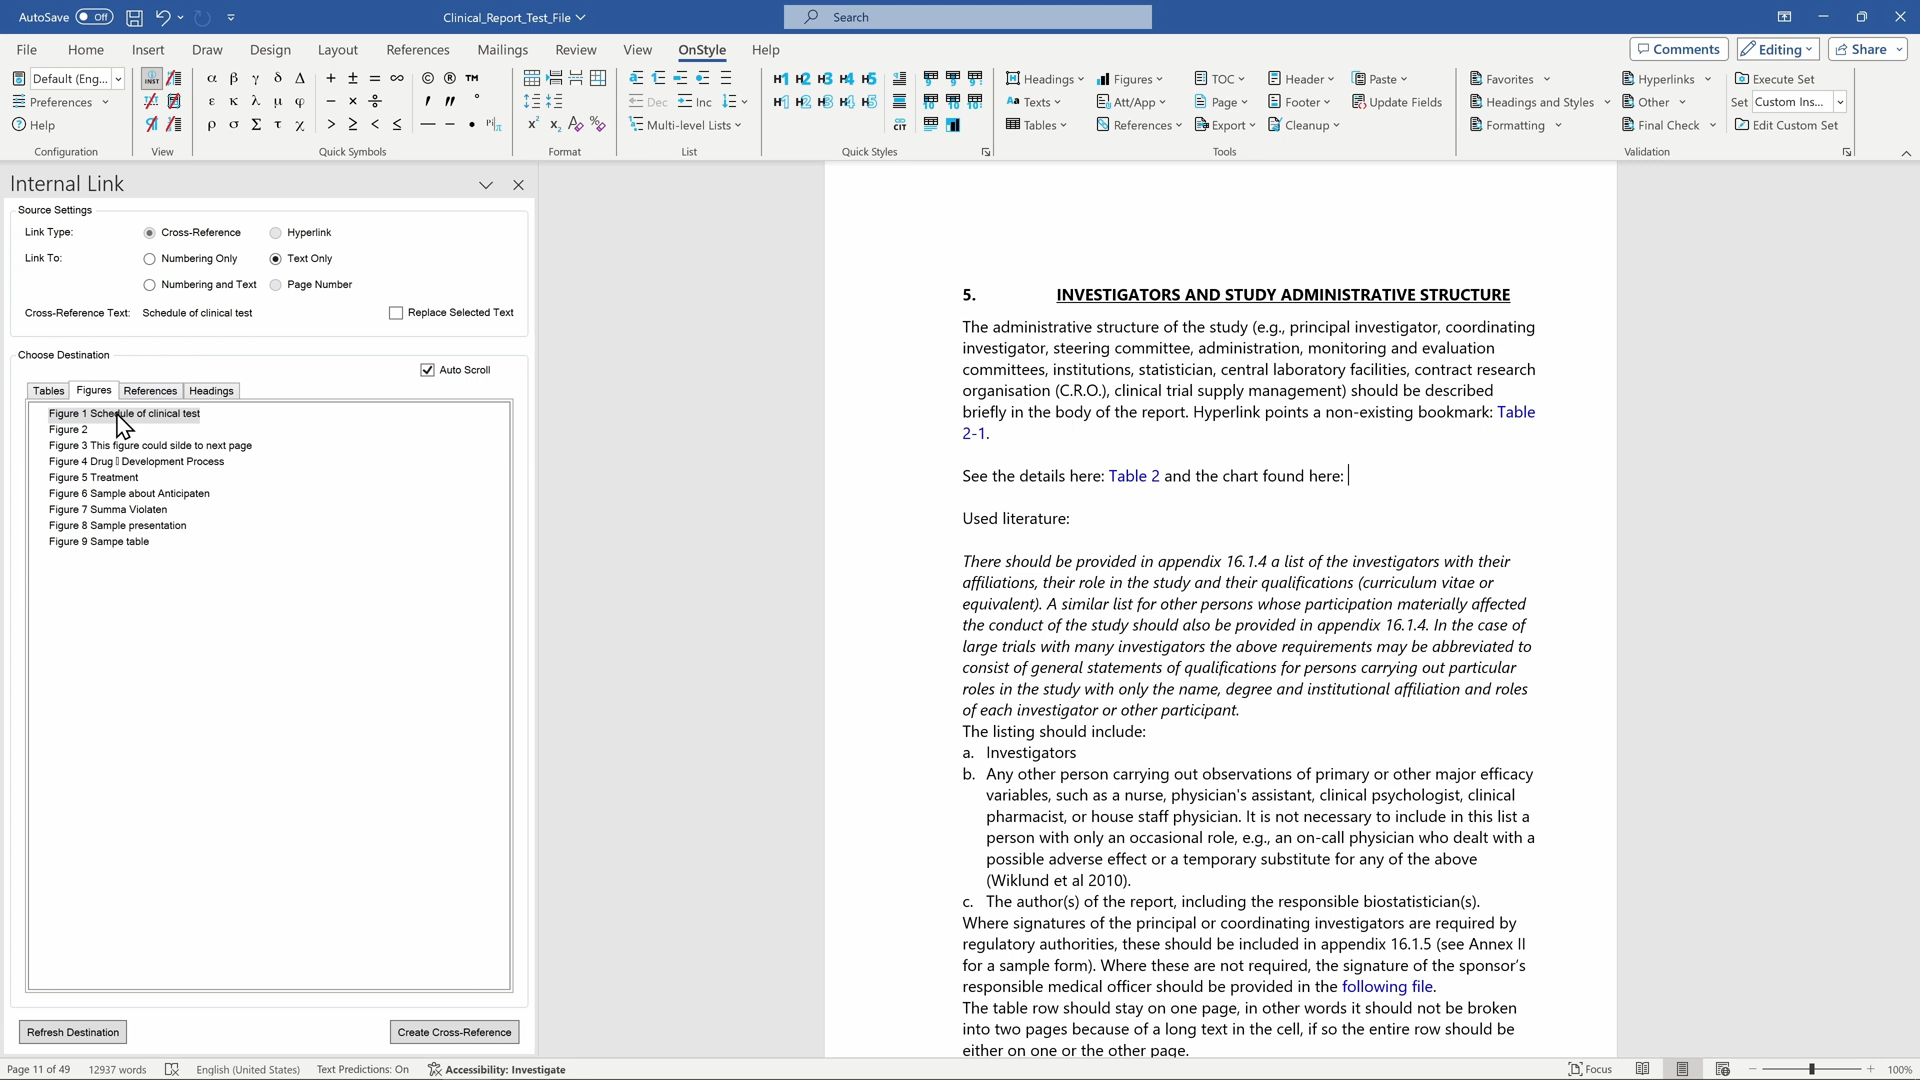 AutoSave Off
Clinical_Report_Test_File
Search
File Home Insert Draw Design Layout References Mailings Review View OnStyle Help
Comments Editing Share
Default (Eng...
Preferences
Help
Configuration
INST
View
α β γ δ Δ
ε κ λ μ φ
ρ σ Σ τ χ
+ ± = ∞
− × ÷
> ≥ < ≤
© ® ™
′ ″ °
— – •
Quick Symbols
Format
Dec Inc
Multi-level Lists
List
H1 H2 H3 H4 H5
H1 H2 H3 H4 H5
CIT
Quick Styles
Headings Figures TOC Header Paste
Texts Att/App Page Footer Update Fields
Tables References Export Cleanup
Tools
Favorites Hyperlinks Execute Set
Headings and Styles Other Set Custom Ins...
Formatting Final Check Edit Custom Set
Validation
Internal Link
Source Settings
Link Type: Cross-Reference Hyperlink
Link To: Numbering Only Text Only
Numbering and Text Page Number
Cross-Reference Text: Schedule of clinical test Replace Selected Text
Choose Destination
Auto Scroll
Tables Figures References Headings
Figure 1 Schedule of clinical test
Figure 2
Figure 3 This figure could silde to next page
Figure 4 Drug Development Process
Figure 5 Treatment
Figure 6 Sample about Anticipaten
Figure 7 Summa Violaten
Figure 8 Sample presentation
Figure 9 Sampe table
Refresh Destination Create Cross-Reference
5. INVESTIGATORS AND STUDY ADMINISTRATIVE STRUCTURE
The administrative structure of the study (e.g., principal investigator, coordinating
investigator, steering committee, administration, monitoring and evaluation
committees, institutions, statistician, central laboratory facilities, contract research
organisation (C.R.O.), clinical trial supply management) should be described
briefly in the body of the report. Hyperlink points a non-existing bookmark: Table
2-1.
See the details here: Table 2 and the chart found here:
Used literature:
There should be provided in appendix 16.1.4 a list of the investigators with their
affiliations, their role in the study and their qualifications (curriculum vitae or
equivalent). A similar list for other persons whose participation materially affected
the conduct of the study should also be provided in appendix 16.1.4. In the case of
large trials with many investigators the above requirements may be abbreviated to
consist of general statements of qualifications for persons carrying out particular
roles in the study with only the name, degree and institutional affiliation and roles
of each investigator or other participant.
The listing should include:
a. Investigators
b. Any other person carrying out observations of primary or other major efficacy
variables, such as a nurse, physician's assistant, clinical psychologist, clinical
pharmacist, or house staff physician. It is not necessary to include in this list a
person with only an occasional role, e.g., an on-call physician who dealt with a
possible adverse effect or a temporary substitute for any of the above
(Wiklund et al 2010).
c. The author(s) of the report, including the responsible biostatistician(s).
Where signatures of the principal or coordinating investigators are required by
regulatory authorities, these should be included in appendix 16.1.5 (see Annex II
for a sample form). Where these are not required, the signature of the sponsor's
responsible medical officer should be provided in the following file.
The table row should stay on one page, in other words it should not be broken
into two pages because of a long text in the cell, if so the entire row should be
either on one or the other page.
Page 11 of 49 12937 words English (United States) Text Predictions: On Accessibility: Investigate
Focus 100%